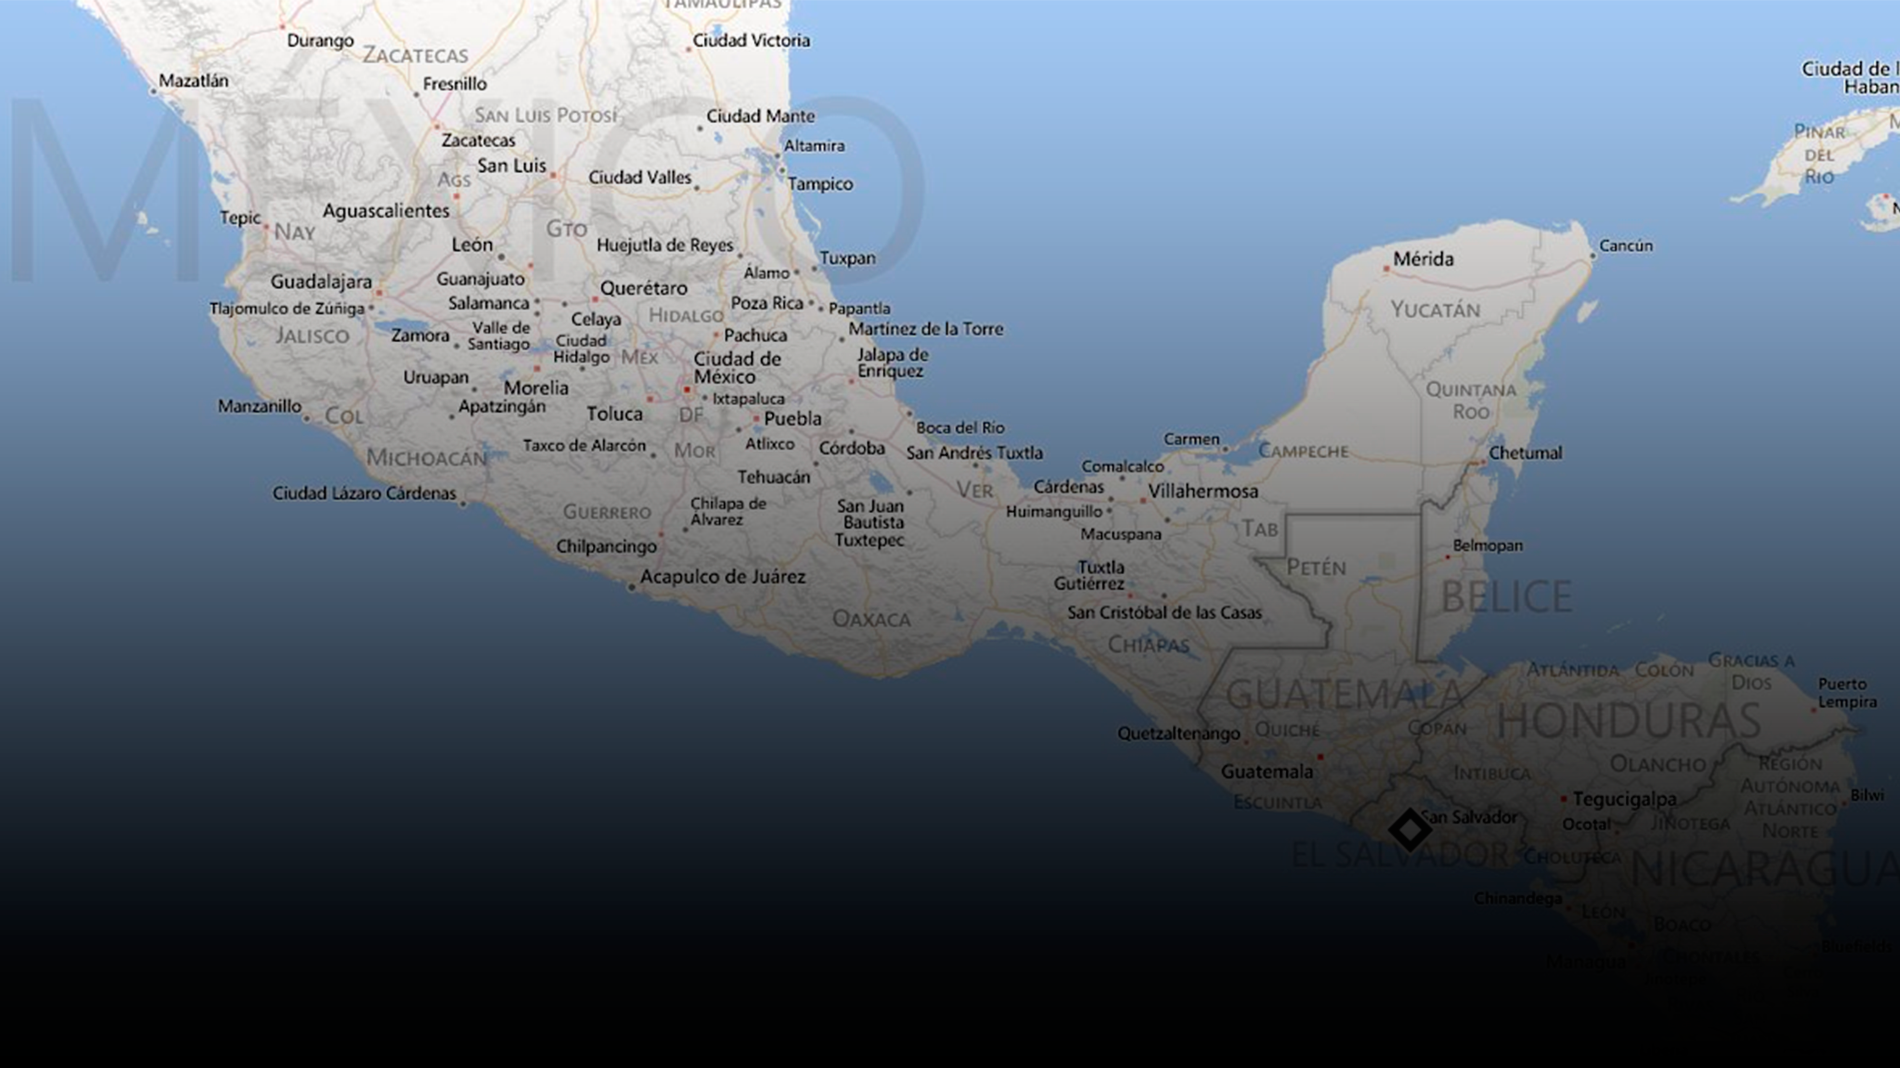 TAMAULIPAS
Durango
ZACATECAS
Ciudad Victoria
Mazatlán
Fresnillo
Ciudad de
MÉXICO
SAN LUIS POTOSÍ
Ciudad Mante
Zacatecas
Altamira
PINAR
DEL
RIO
San Luis
AGS
Ciudad Valles
Tampico
Aguascalientes
Tepic
NAY
GTO
León
Huejutla de Reyes
Tuxpan
Cancún
Mérida
Guadalajara
Guanajuato
Querétaro
Álamo
Tlajomulco de Zúñiga
Salamanca
Celaya
HIDALGO
Poza Rica
Papantla
YUCATÁN
JALISCO
Zamora
Valle de
Santiago
Ciudad
Hidalgo
MÉX
Pachuca
Martínez de la Torre
Ciudad de
México
Jalapa de
Enríquez
Uruapan
Morelia
Ixtapaluca
QUINTANA
ROO
Manzanillo
COL
Apatzingán
Toluca
DF
Puebla
Boca del Río
MICHOACÁN
Taxco de Alarcón
MOR
Atlixco
Córdoba
San Andrés Tuxtla
Carmen
CAMPECHE
Chetumal
Tehuacán
Comalcalco
Ciudad Lázaro Cárdenas
VER
Cárdenas
Villahermosa
GUERRERO
Chilapa de
Álvarez
San Juan
Bautista
Tuxtepec
Huimanguillo
Macuspana
TAB
Chilpancingo
Belmopan
Acapulco de Juárez
Tuxtla
Gutiérrez
PETÉN
BELICE
OAXACA
San Cristóbal de las Casas
CHIAPAS
ATLÁNTIDA
COLÓN
GRACIAS A
DIOS
GUATEMALA
Puerto
Lempira
HONDURAS
Quetzaltenango
QUICHÉ
COPÁN
Guatemala
INTIBUCA
OLANCHO
REGIÓN
AUTÓNOMA
ATLÁNTICO
NORTE
ESCUINTLA
Tegucigalpa
Bilwi
San Salvador
Ocotal
JINOTEGA
EL SALVADOR
CHOLUTECA
NICARAGUA
Chinandega
LEÓN
BOACO
Managua
CHONTALES
Bluefields